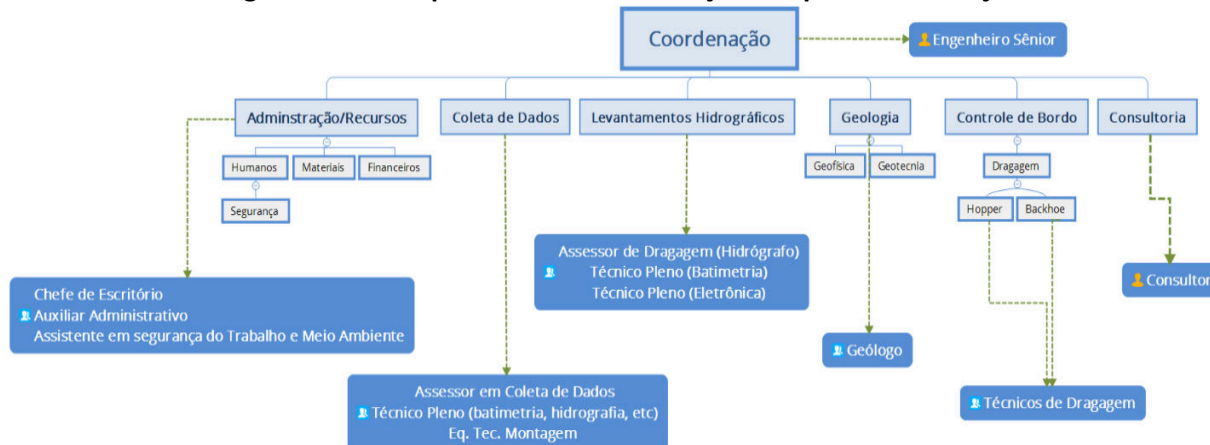 Coordenação
Engenheiro Sênior
Adminstração/Recursos
Coleta de Dados
Levantamentos Hidrográficos
Geologia
Controle de Bordo
Consultoria
Humanos
Materiais
Financeiros
Geofísica
Geotecnia
Dragagem
Segurança
Hopper
Backhoe
Assessor de Dragagem (Hidrógrafo)
Técnico Pleno (Batimetria)
Técnico Pleno (Eletrônica)
Consultor
Chefe de Escritório
Auxiliar Administrativo
Assistente em segurança do Trabalho e Meio Ambiente
Geólogo
Assessor em Coleta de Dados
Técnico Pleno (batimetria, hidrografia, etc)
Eq. Tec. Montagem
Técnicos de Dragagem